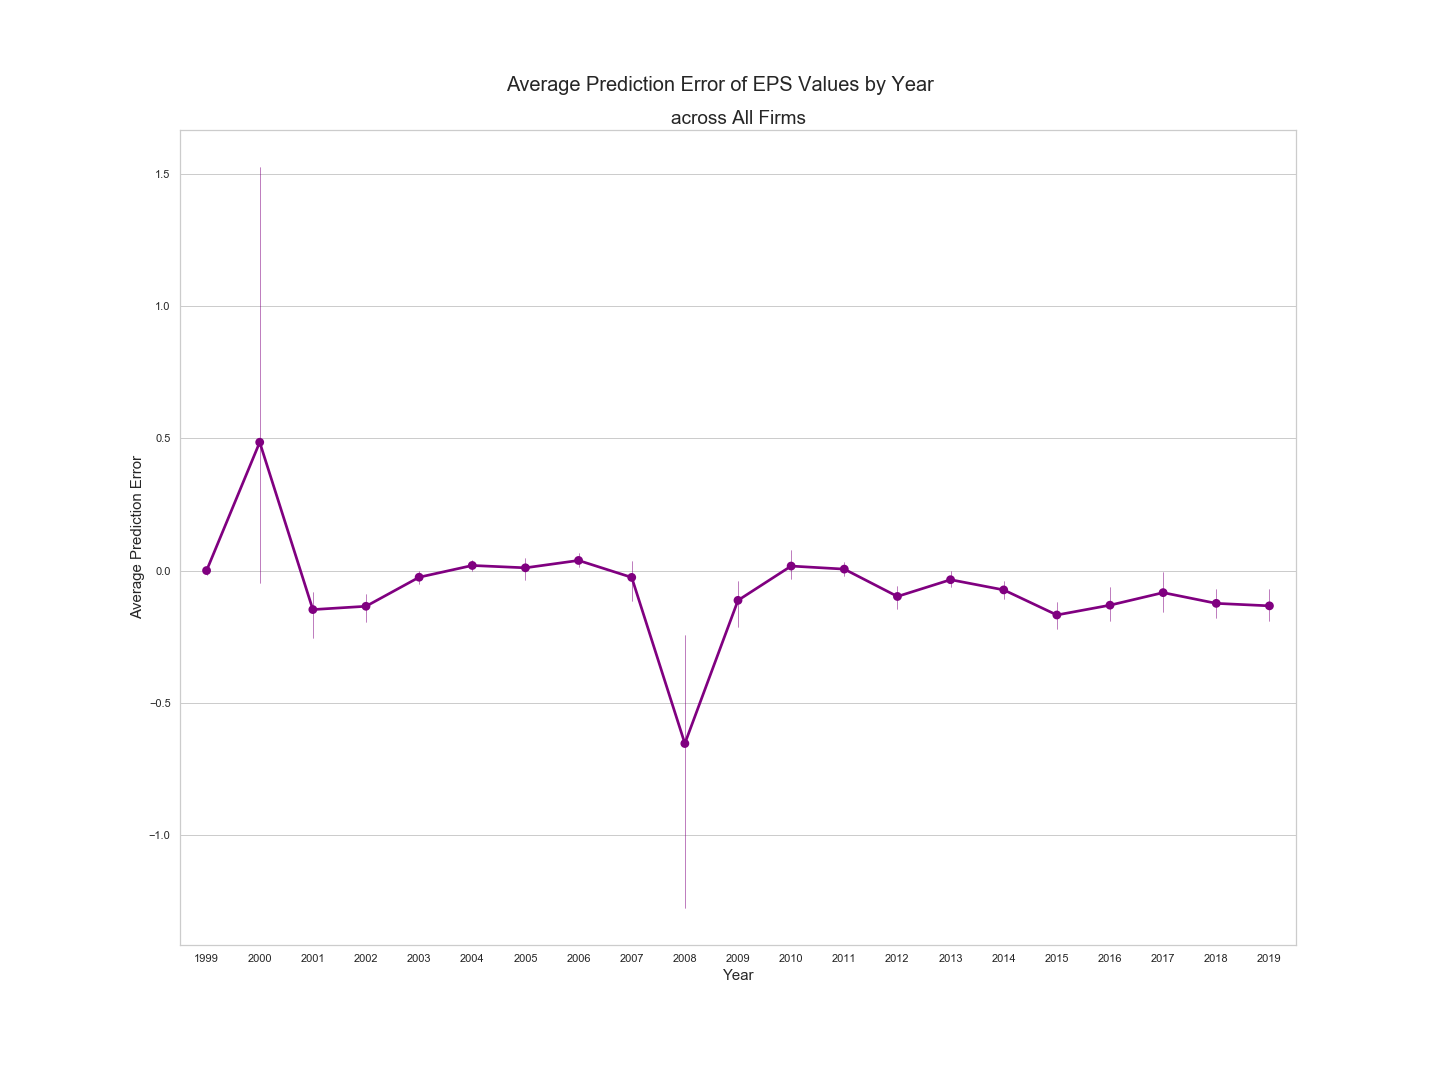 Average Prediction Error of EPS Values by Year
across All Firms
1.5
1.0
0.5
0.0
−0.5
−1.0
Average Prediction Error
1999 2000 2001 2002 2003 2004 2005 2006 2007 2008 2009 2010 2011 2012 2013 2014 2015 2016 2017 2018 2019
Year